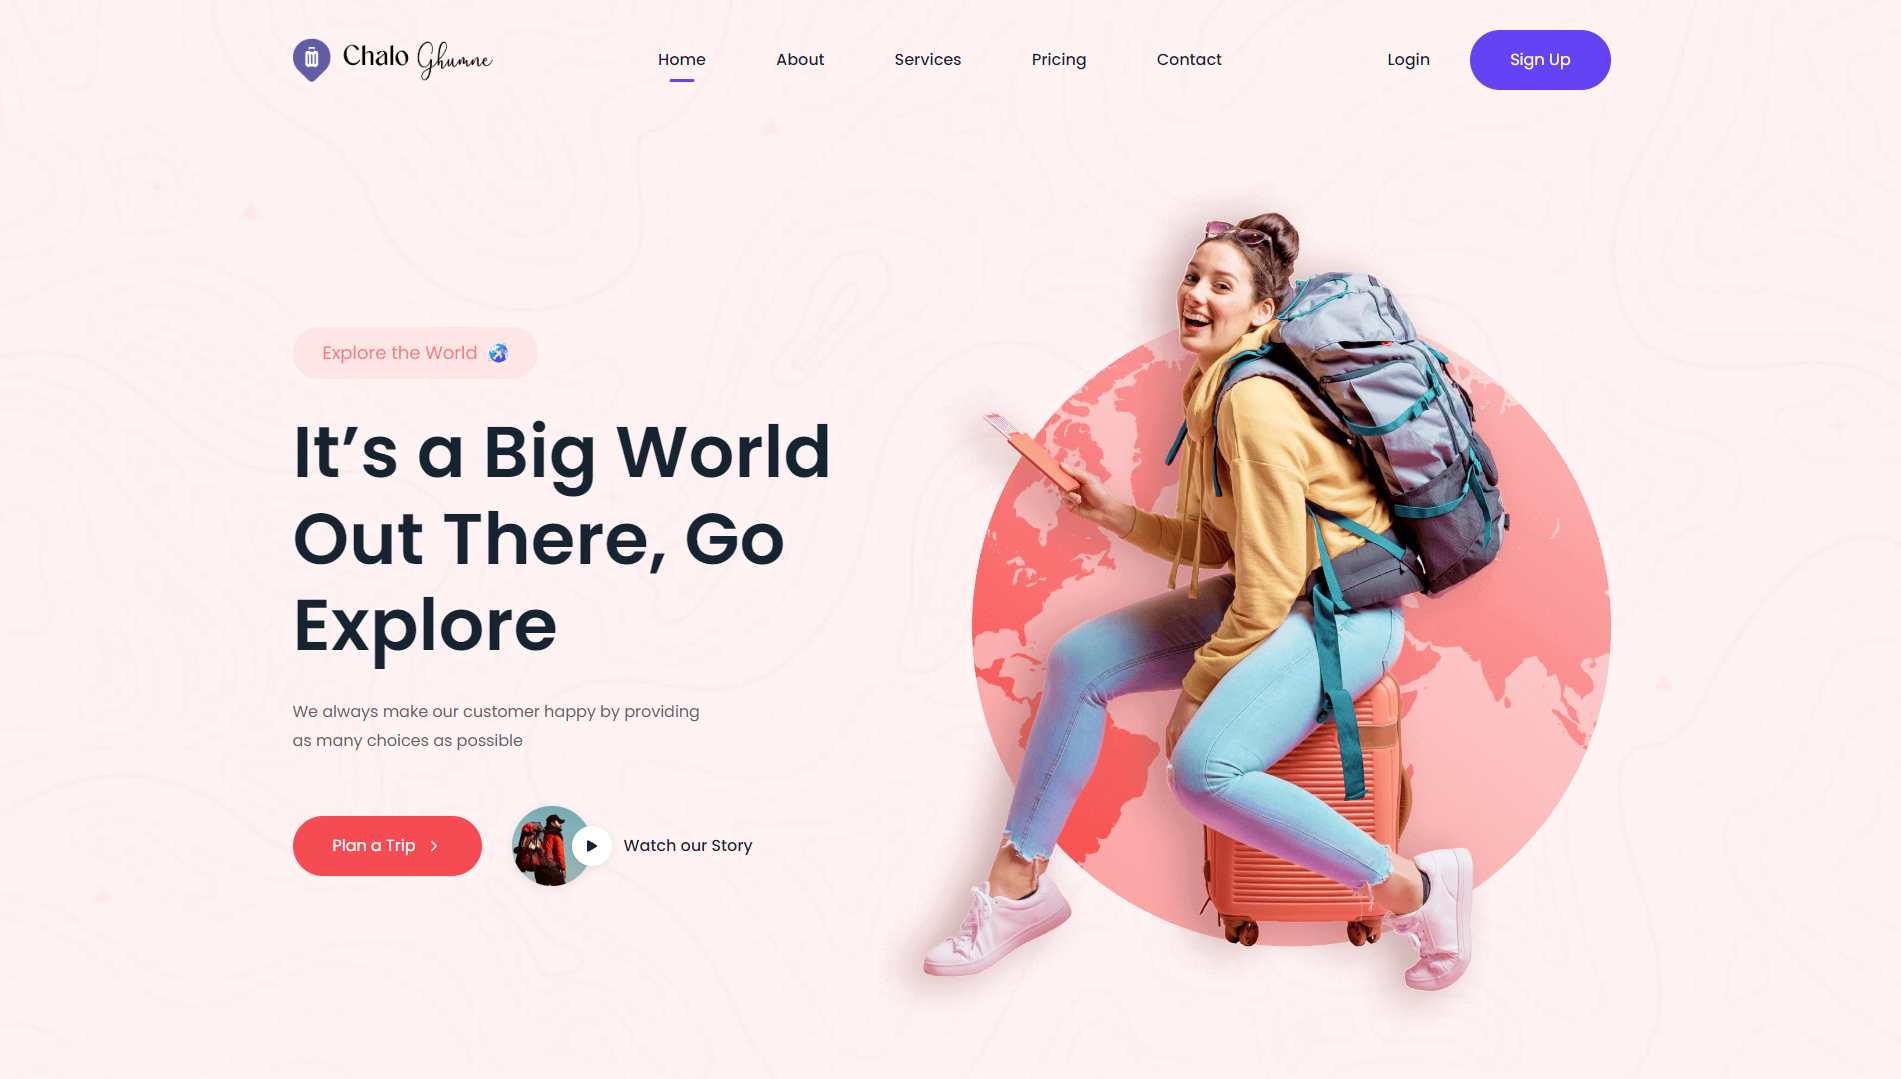 Chalo Ghumne
Home
About
Services
Pricing
Contact
Login
Sign Up
Explore the World
It’s a Big World
Out There, Go
Explore
We always make our customer happy by providing
as many choices as possible
Plan a Trip
Watch our Story